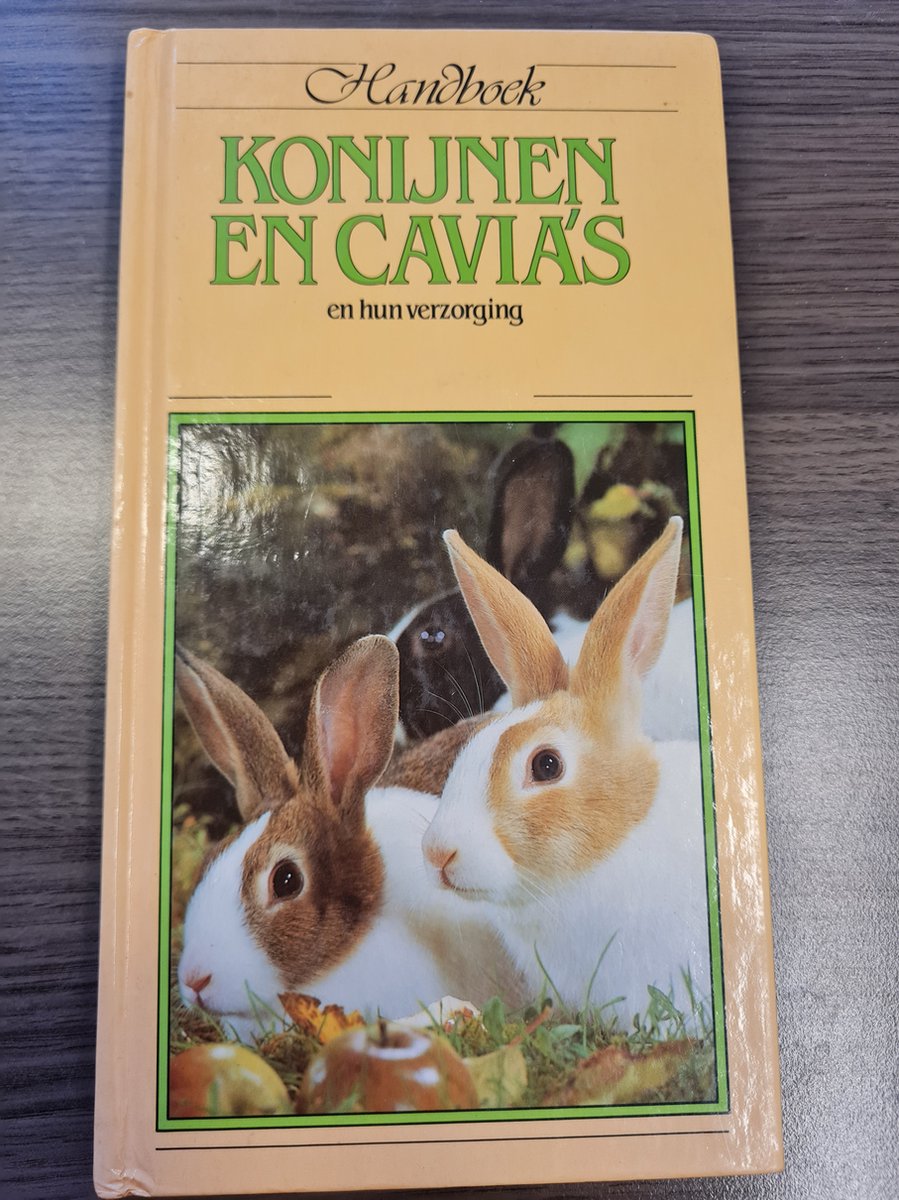 Handboek
KONIJNEN
EN CAVIA'S
en hun verzorging